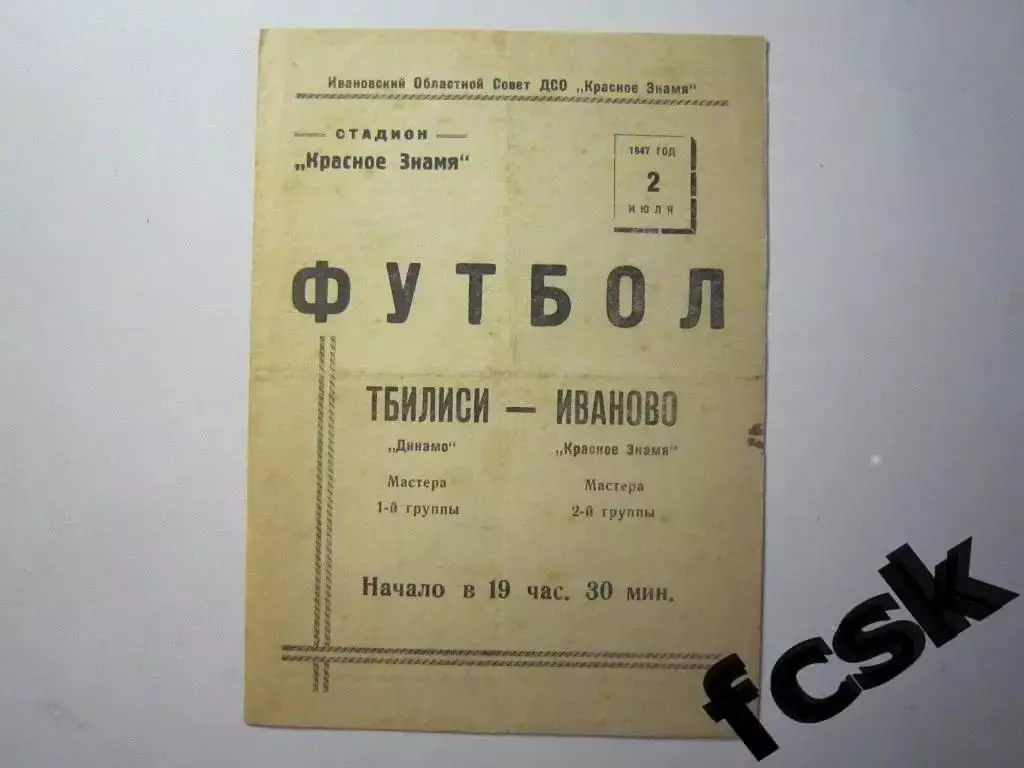 Ивановский Областной Совет ДСО „Красное Знамя“
СТАДИОН
„Красное Знамя“
1947 ГОД
2
ИЮЛЯ
ФУТБОЛ
ТБИЛИСИ — ИВАНОВО
„Динамо“ „Красное Знамя“
Мастера Мастера
1-й группы 2-й группы
Начало в 19 час. 30 мин.
fcsk